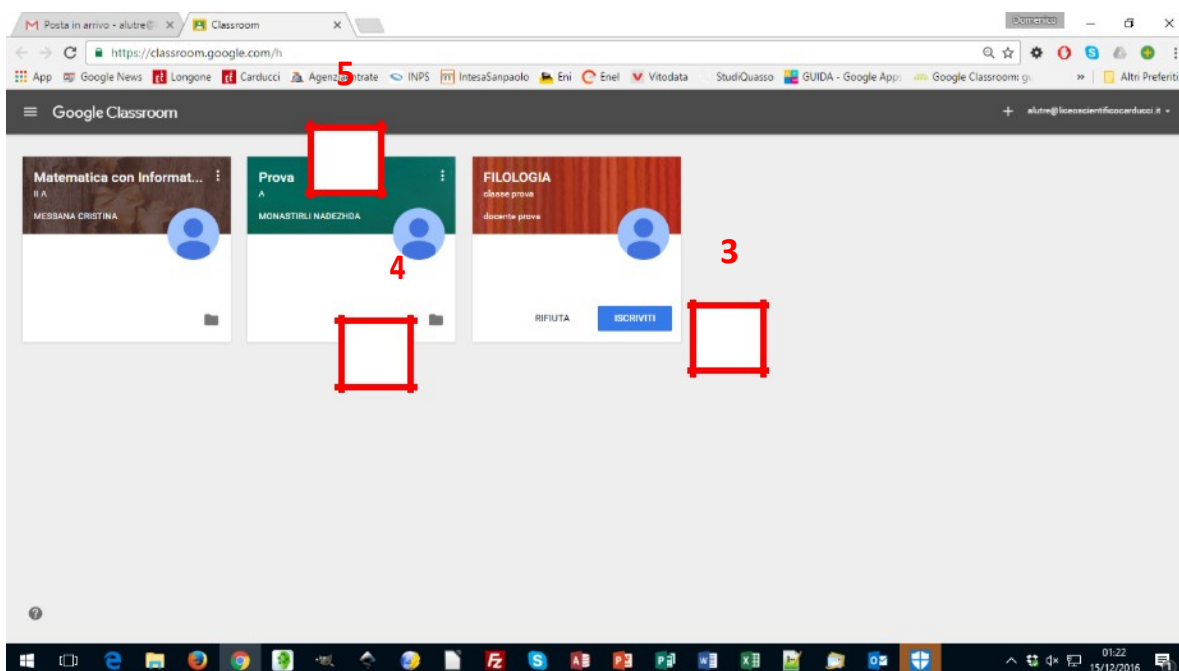 Posta in arrivo - alutre@
Classroom
Domenico
https://classroom.google.com/h
App Google News Longone Carducci Agenzia entrate INPS IntesaSanpaolo Eni Enel Vitodata StudiQuasso GUIDA - Google App: Google Classroom: g » Altri Preferiti
5
Google Classroom
alutre@liceoscientificocarducci.it
Matematica con Informat...
II A
MESSANA CRISTINA
Prova
A
MONASTIRLI NADEZHDA
FILOLOGIA
classe prova
docente prova
3
4
RIFIUTA ISCRIVITI
01:22
15/12/2016